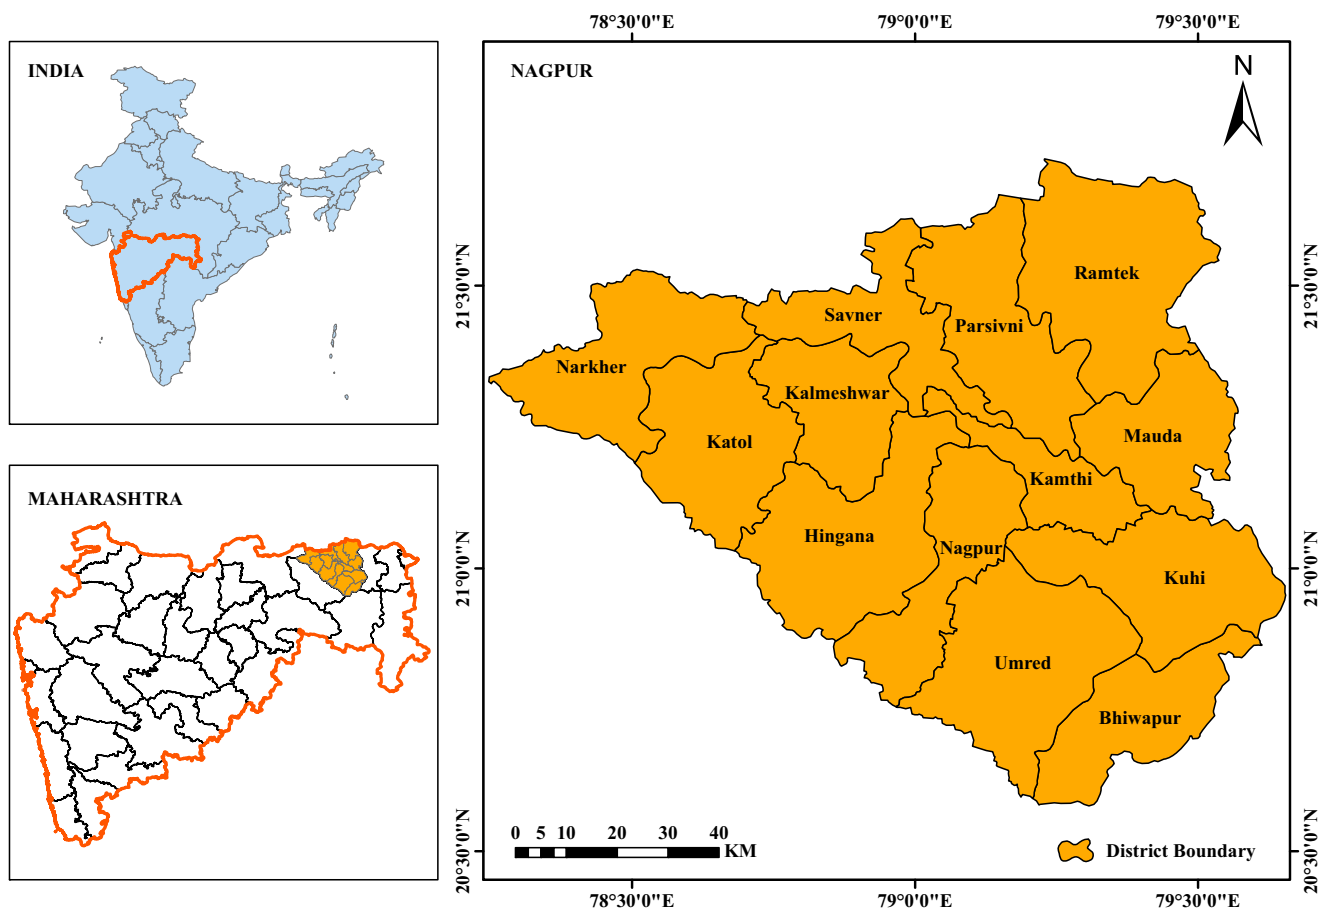 78°30'0"E 79°0'0"E 79°30'0"E
INDIA
NAGPUR
N
Ramtek
21°30'0"N
21°30'0"N
Savner
Parsivni
Narkher
Kalmeshwar
Katol
Mauda
Kamthi
MAHARASHTRA
Hingana
Nagpur
21°0'0"N
21°0'0"N
Kuhi
Umred
Bhiwapur
0 5 10 20 30 40
KM
District Boundary
20°30'0"N
20°30'0"N
78°30'0"E 79°0'0"E 79°30'0"E